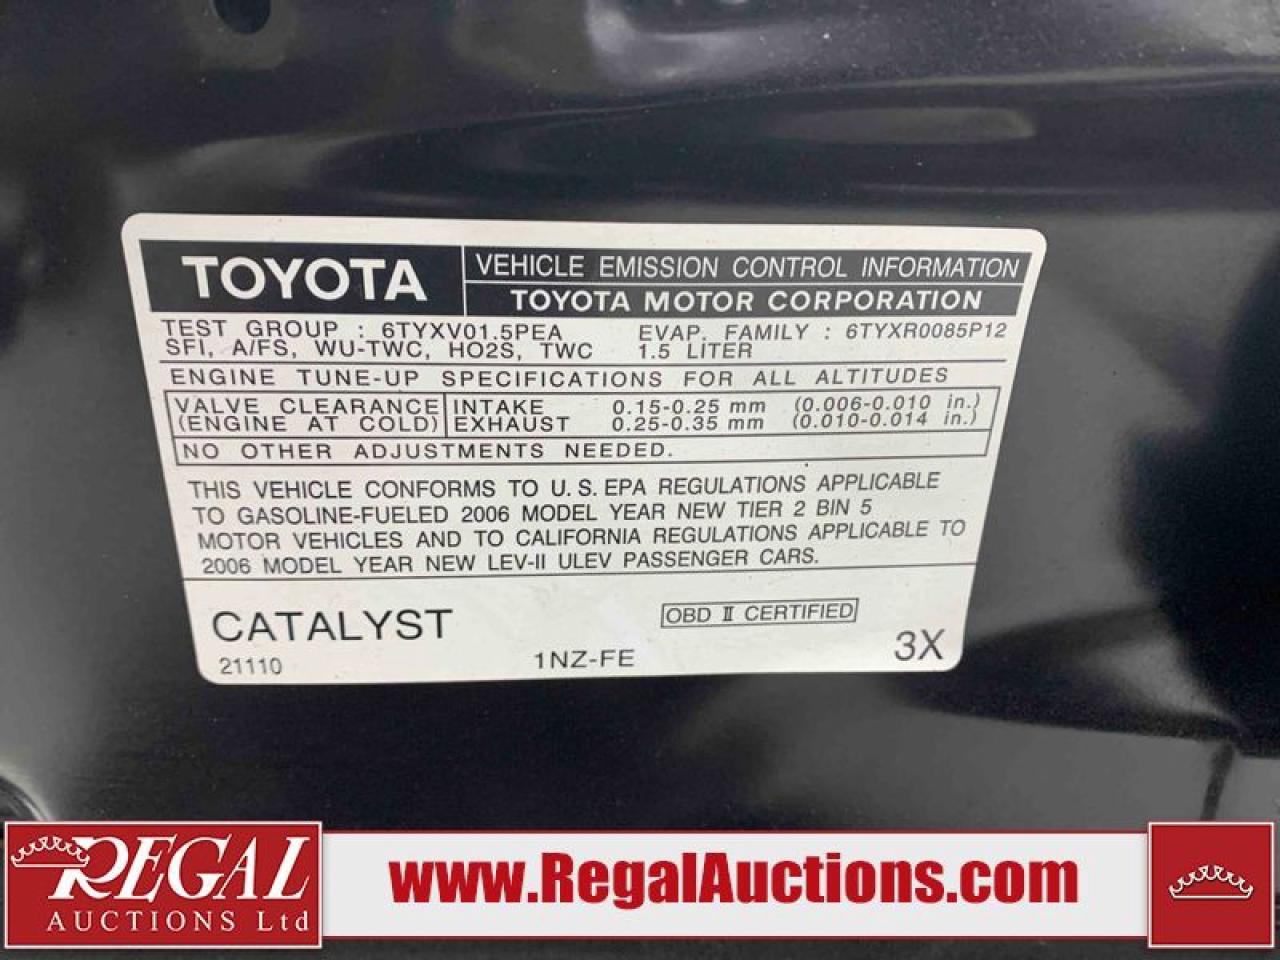 TOYOTA
VEHICLE EMISSION CONTROL INFORMATION
TOYOTA MOTOR CORPORATION
TEST GROUP : 6TYXV01.5PEA EVAP. FAMILY : 6TYXR0085P12
SFI, A/FS, WU-TWC, HO2S, TWC 1.5 LITER
ENGINE TUNE-UP SPECIFICATIONS FOR ALL ALTITUDES
VALVE CLEARANCE INTAKE 0.15-0.25 mm (0.006-0.010 in.)
(ENGINE AT COLD) EXHAUST 0.25-0.35 mm (0.010-0.014 in.)
NO OTHER ADJUSTMENTS NEEDED.
THIS VEHICLE CONFORMS TO U.S. EPA REGULATIONS APPLICABLE
TO GASOLINE-FUELED 2006 MODEL YEAR NEW TIER 2 BIN 5
MOTOR VEHICLES AND TO CALIFORNIA REGULATIONS APPLICABLE TO
2006 MODEL YEAR NEW LEV-II ULEV PASSENGER CARS.
CATALYST OBD II CERTIFIED
21110 1NZ-FE 3X
REGAL
AUCTIONS Ltd
www.RegalAuctions.com